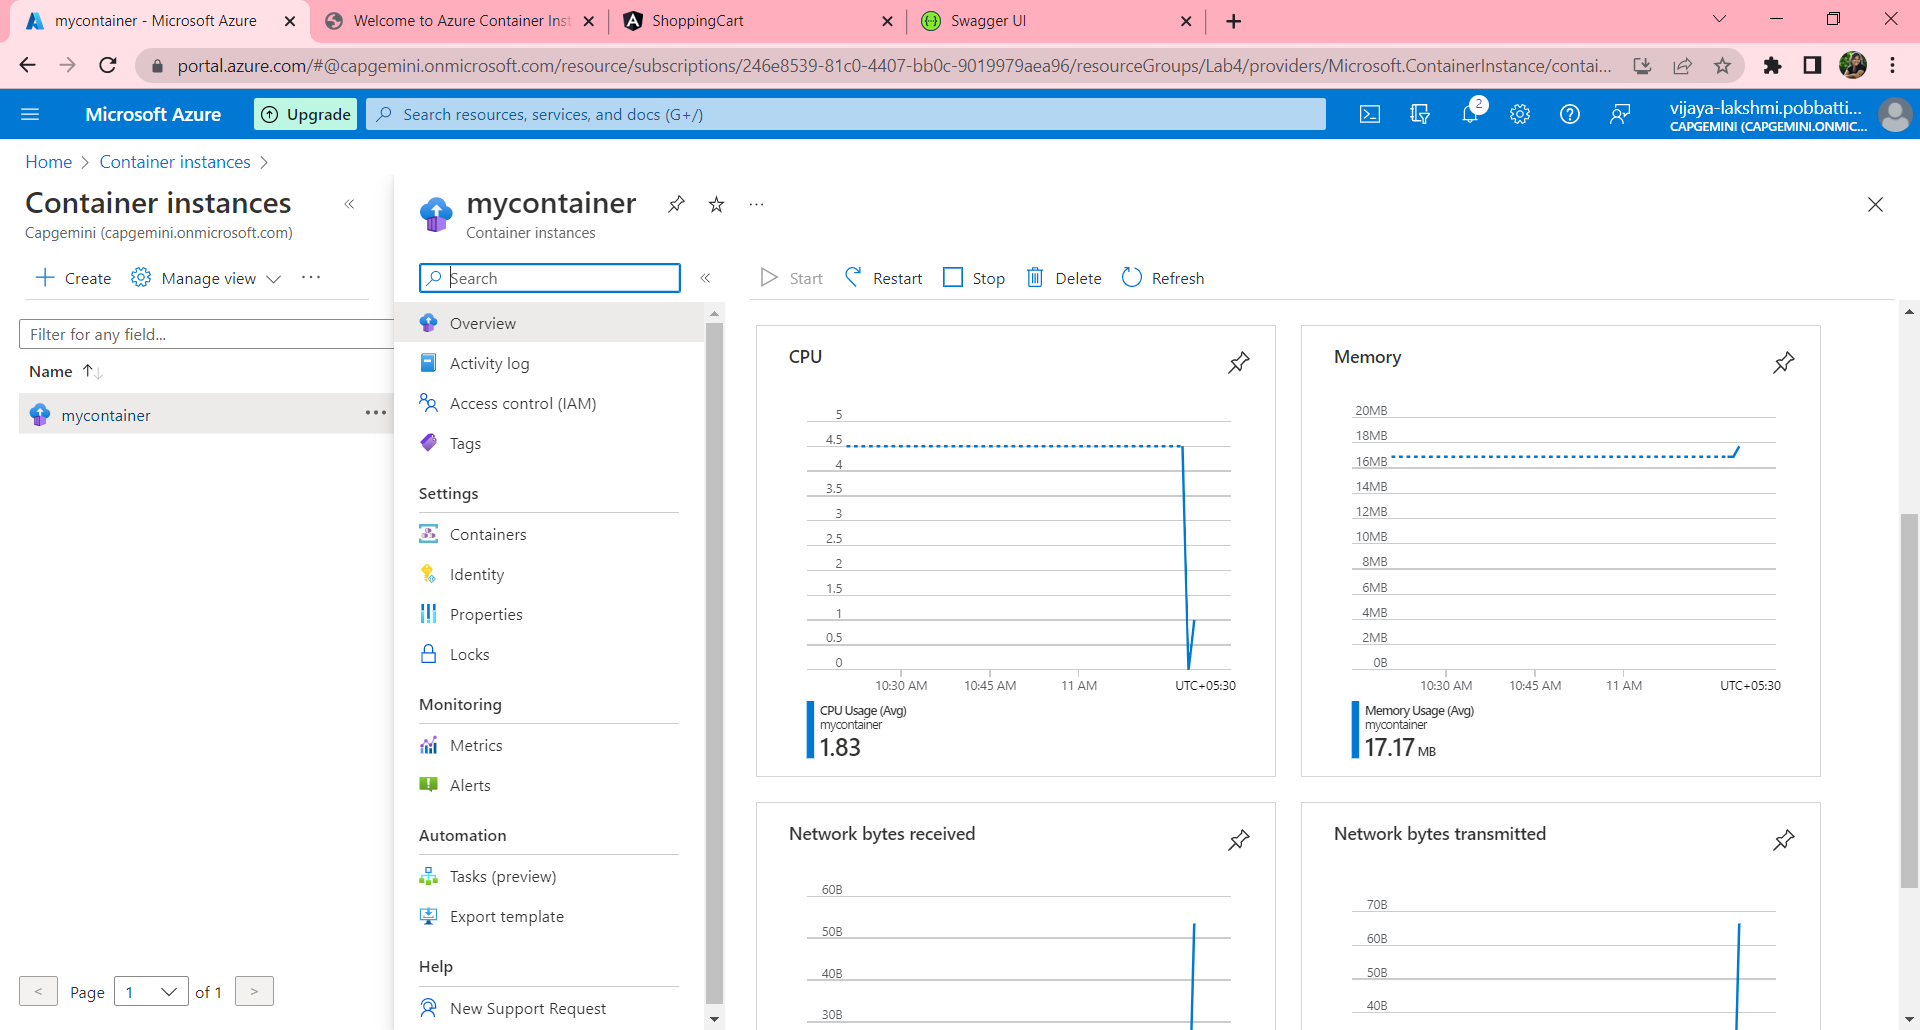 mycontainer - Microsoft Azure
Welcome to Azure Container Inst
ShoppingCart
Swagger UI
portal.azure.com/#@capgemini.onmicrosoft.com/resource/subscriptions/246e8539-81c0-4407-bb0c-9019979aea96/resourceGroups/Lab4/providers/Microsoft.ContainerInstance/contai...
Microsoft Azure
Upgrade
Search resources, services, and docs (G+/)
2
vijaya-lakshmi.pobbatti...
CAPGEMINI (CAPGEMINI.ONMIC...
Home > Container instances >
Container instances
Capgemini (capgemini.onmicrosoft.com)
Create
Manage view
...
Filter for any field...
Name
mycontainer
...
< Page 1 of 1 >
mycontainer
...
Container instances
Search
Overview
Activity log
Access control (IAM)
Tags
Settings
Containers
Identity
Properties
Locks
Monitoring
Metrics
Alerts
Automation
Tasks (preview)
Export template
Help
New Support Request
Start
Restart
Stop
Delete
Refresh
CPU
5
4.5
4
3.5
3
2.5
2
1.5
1
0.5
0
10:30 AM 10:45 AM 11 AM UTC+05:30
CPU Usage (Avg)
mycontainer
1.83
Memory
20MB
18MB
16MB
14MB
12MB
10MB
8MB
6MB
4MB
2MB
0B
10:30 AM 10:45 AM 11 AM UTC+05:30
Memory Usage (Avg)
mycontainer
17.17 MB
Network bytes received
60B
50B
40B
30B
Network bytes transmitted
70B
60B
50B
40B